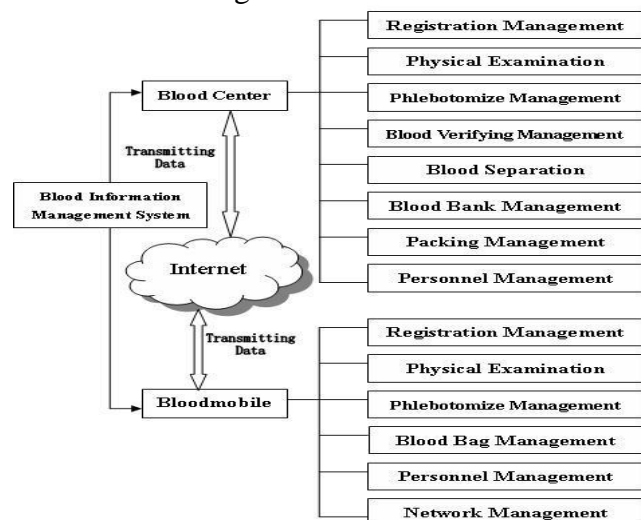 Registration Management
Physical Examination
Blood Center
Phlebotomize Management
Transmitting
Data
Blood Verifying Management
Blood Separation
Blood Information
Management System
Blood Bank Management
Packing Management
Internet
Personnel Management
Registration Management
Transmitting
Data
Physical Examination
Bloodmobile
Phlebotomize Management
Blood Bag Management
Personnel Management
Network Management